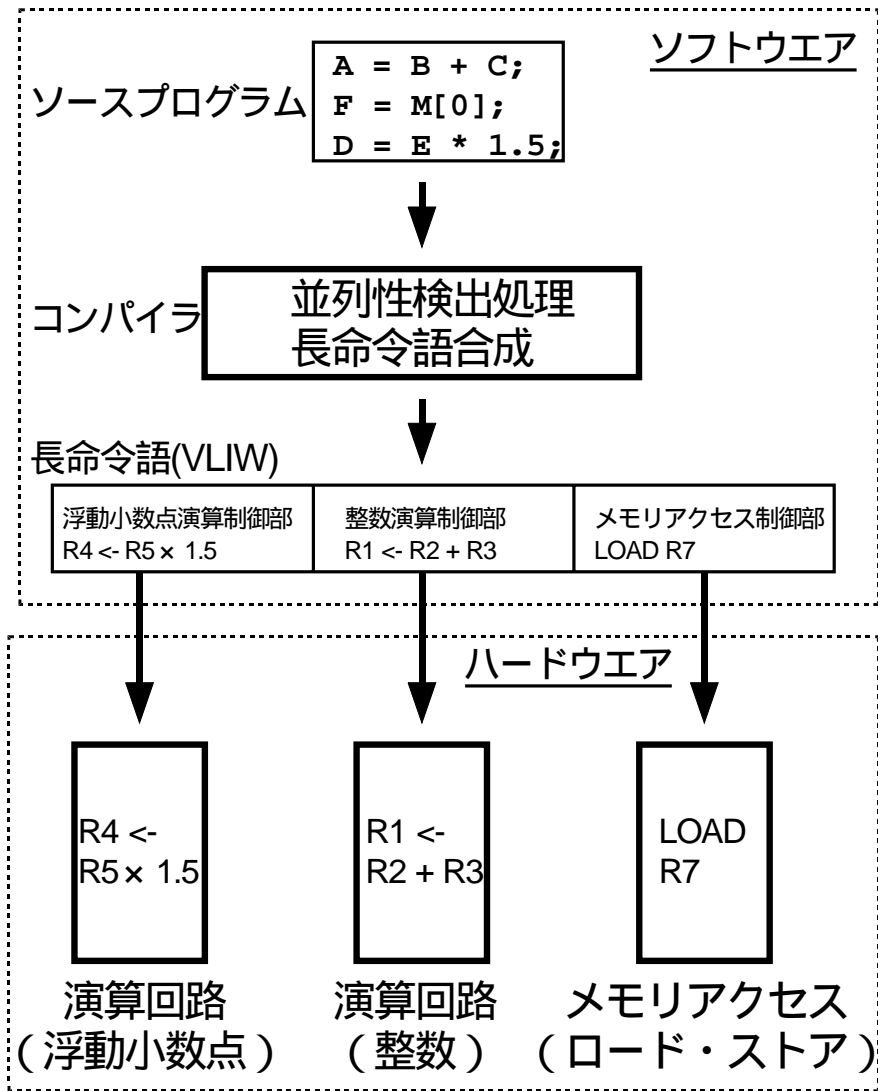 ソフトウエア
ソースプログラム
A = B + C;
F = M[0];
D = E * 1.5;
コンパイラ
並列性検出処理
長命令語合成
長命令語(VLIW)
浮動小数点演算制御部
R4 <- R5 × 1.5
整数演算制御部
R1 <- R2 + R3
メモリアクセス制御部
LOAD R7
ハードウエア
R4 <-
R5 × 1.5
R1 <-
R2 + R3
LOAD
R7
演算回路
(浮動小数点)
演算回路
(整数)
メモリアクセス
(ロード・ストア)